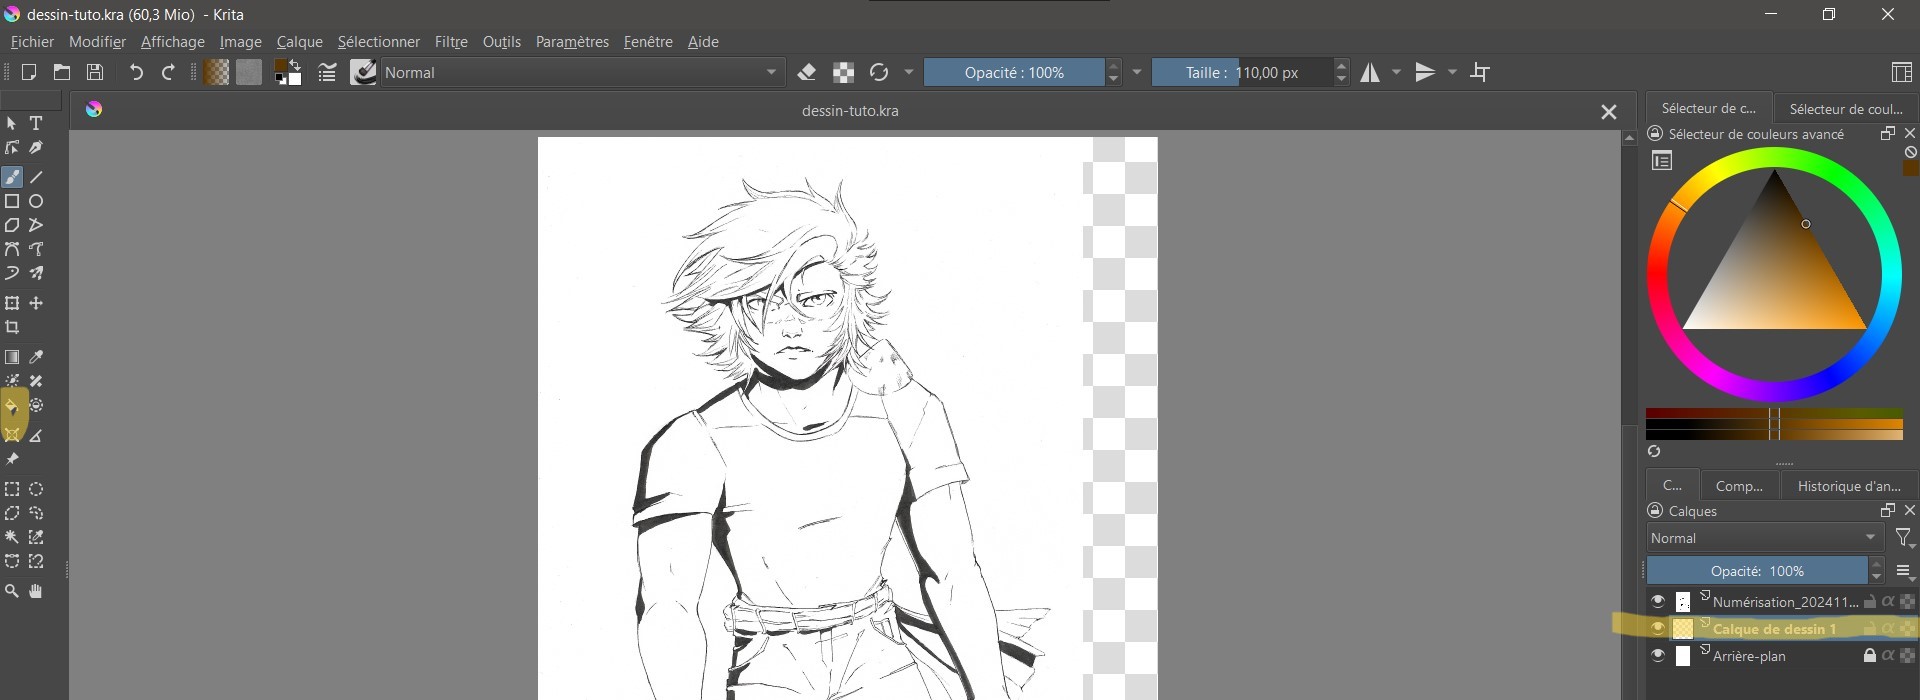 dessin-tuto.kra (60,3 Mio) - Krita
Fichier Modifier Affichage Image Calque Sélectionner Filtre Outils Paramètres Fenêtre Aide
Normal Opacité : 100% Taille : 110,00 px
dessin-tuto.kra
Sélecteur de c... Sélecteur de coul...
Sélecteur de couleurs avancé
C... Comp... Historique d'an...
Calques
Normal
Opacité: 100%
Numérisation_202411...
Calque de dessin 1
Arrière-plan